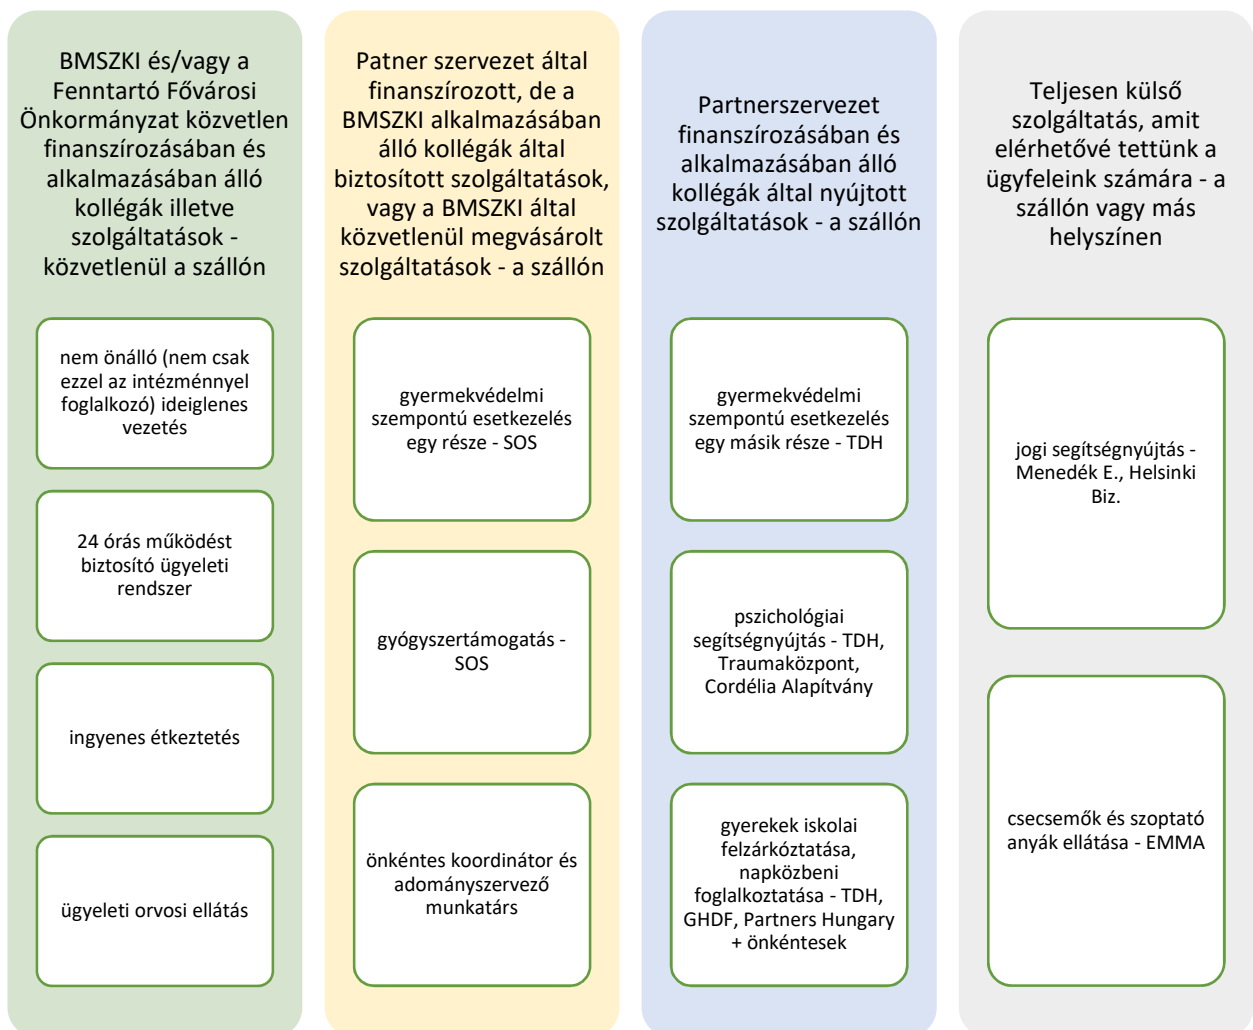 BMSZKI és/vagy a
Fenntartó Fővárosi
Önkormányzat közvetlen
finanszírozásában és
alkalmazásában álló
kollégák illetve
szolgáltatások -
közvetlenül a szállón
nem önálló (nem csak
ezzel az intézménnyel
foglalkozó) ideiglenes
vezetés
24 órás működést
biztosító ügyeleti
rendszer
ingyenes étkeztetés
ügyeleti orvosi ellátás
Patner szervezet által
finanszírozott, de a
BMSZKI alkalmazásában
álló kollégák által
biztosított szolgáltatások,
vagy a BMSZKI által
közvetlenül megvásárolt
szolgáltatások - a szállón
gyermekvédelmi
szempontú esetkezelés
egy része - SOS
gyógyszertámogatás -
SOS
önkéntes koordinátor és
adományszervező
munkatárs
Partnerszervezet
finanszírozásában és
alkalmazásában álló
kollégák által nyújtott
szolgáltatások - a szállón
gyermekvédelmi
szempontú esetkezelés
egy másik része - TDH
pszichológiai
segítségnyújtás - TDH,
Traumaközpont,
Cordélia Alapítvány
gyerekek iskolai
felzárkóztatása,
napközbeni
foglalkoztatása - TDH,
GHDF, Partners Hungary
+ önkéntesek
Teljesen külső
szolgáltatás, amit
elérhetővé tettünk a
ügyfeleink számára - a
szállón vagy más
helyszínen
jogi segítségnyújtás -
Menedék E., Helsinki
Biz.
csecsemők és szoptató
anyák ellátása - EMMA